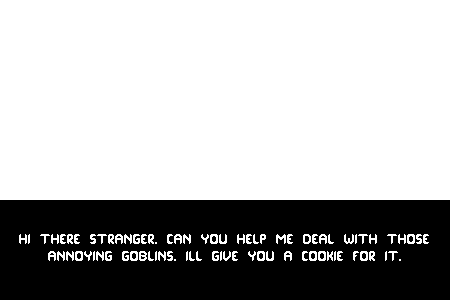 HI THERE STRANGER. CAN YOU HELP ME DEAL WITH THOSE
ANNOYING GOBLINS. ILL GIVE YOU A COOKIE FOR IT.